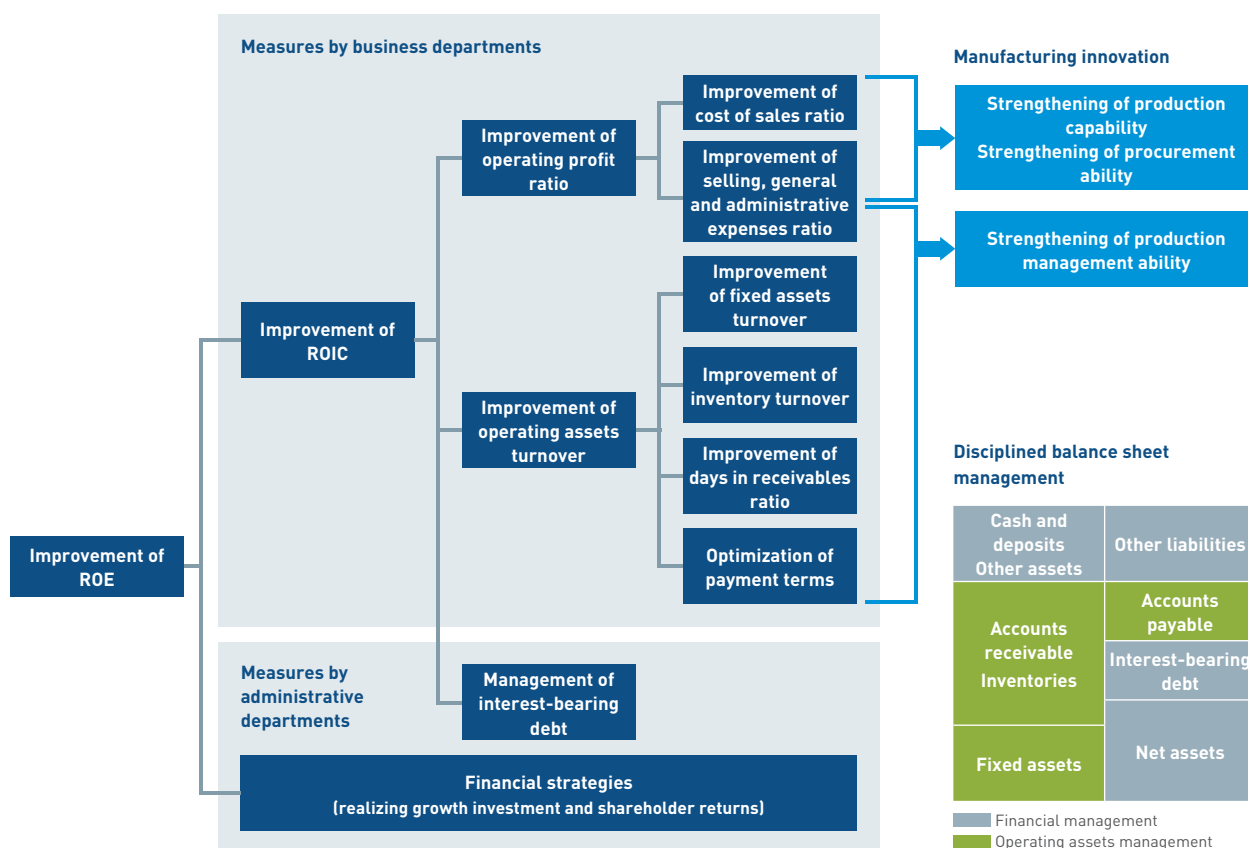 Measures by business departments
Improvement of
cost of sales ratio
Improvement of
operating profit
ratio
Improvement of
selling, general
and administrative
expenses ratio
Improvement
of fixed assets
turnover
Improvement of
ROIC
Improvement of
inventory turnover
Improvement of
operating assets
turnover
Improvement of
days in receivables
ratio
Improvement of
ROE
Optimization of
payment terms
Measures by
administrative
departments
Management of
interest-bearing
debt
Financial strategies
(realizing growth investment and shareholder returns)
Manufacturing innovation
Strengthening of production
capability
Strengthening of procurement
ability
Strengthening of production
management ability
Disciplined balance sheet
management
Cash and
deposits
Other assets
Other liabilities
Accounts
receivable
Inventories
Accounts
payable
Interest-bearing
debt
Fixed assets
Net assets
Financial management
Operating assets management